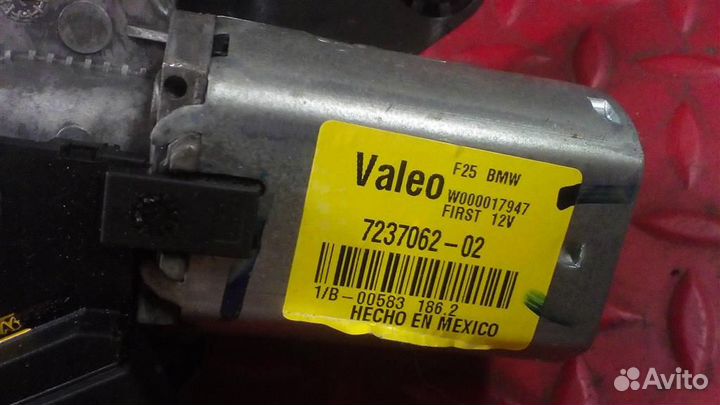 Valeo
F25 BMW
W000017947
FIRST 12V
7237062-02
1/B-00583 186.2
HECHO EN MEXICO
Avito